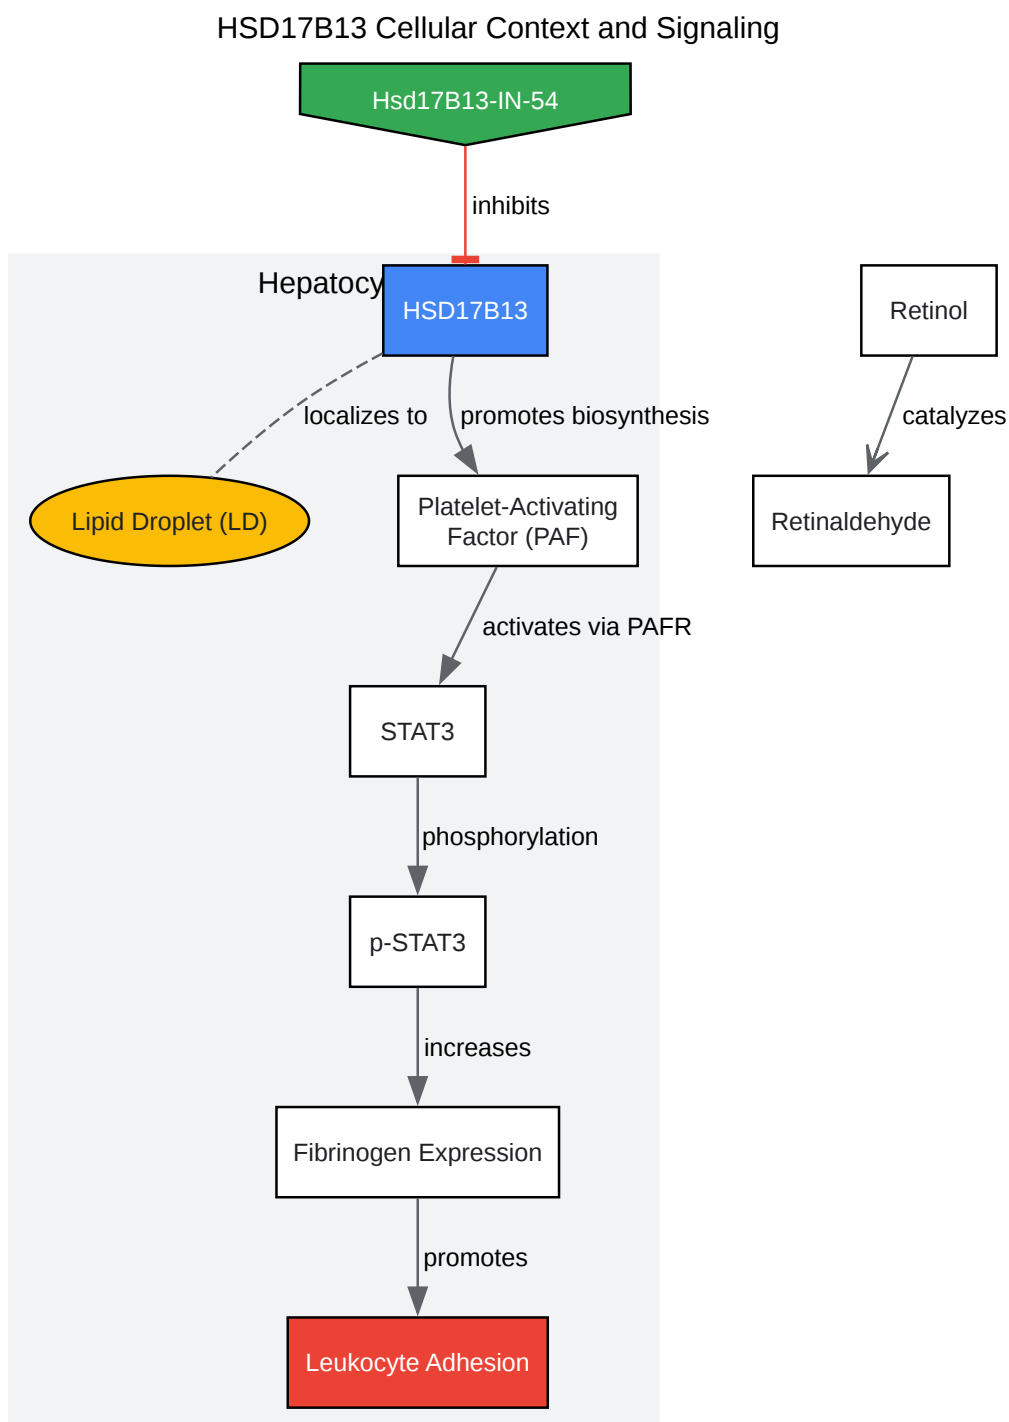 HSD17B13 Cellular Context and Signaling
Hsd17B13-IN-54
inhibits
Hepatocy
HSD17B13
Retinol
localizes to
promotes biosynthesis
catalyzes
Lipid Droplet (LD)
Platelet-Activating
Factor (PAF)
Retinaldehyde
activates via PAFR
STAT3
phosphorylation
p-STAT3
increases
Fibrinogen Expression
promotes
Leukocyte Adhesion